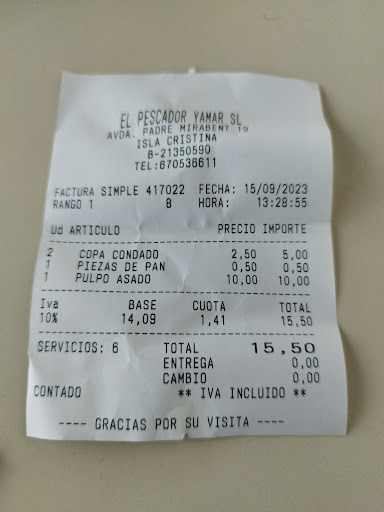 EL PESCADOR YAMAR SL
AVDA. PADRE MIRABENT 19
ISLA CRISTINA
B-21350590
TEL:670536611
FACTURA SIMPLE 417022 FECHA: 15/09/2023
RANGO 1 8 HORA: 13:28:55
Ud ARTICULO PRECIO IMPORTE
2 COPA CONDADO 2,50 5,00
1 PIEZAS DE PAN 0,50 0,50
1 PULPO ASADO 10,00 10,00
Iva BASE CUOTA TOTAL
10% 14,09 1,41 15,50
SERVICIOS: 6 TOTAL 15,50
ENTREGA 0,00
CAMBIO 0,00
CONTADO ** IVA INCLUIDO **
---- GRACIAS POR SU VISITA ----